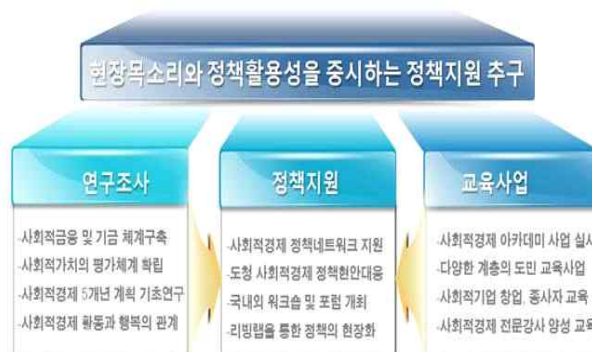 현장목소리와 정책활용성을 중시하는 정책지원 추구
연구조사
-사회적금융 및 기금 체계구축
-사회적가치의 평가체계 확립
-사회적경제 5개년 계획 기초연구
-사회적경제 활동과 행복의 관계
정책지원
-사회적경제 정책네트워크 지원
-도청 사회적경제 정책현안대응
-국내외 워크숍 및 포럼 개최
-리빙랩을 통한 정책의 현장화
교육사업
-사회적경제 아카데미 사업 실시
-다양한 계층의 도민 교육사업
-사회적기업 창업, 종사자 교육
-사회적경제 전문강사 양성 교육